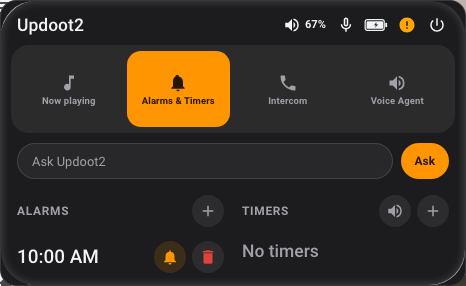 Updoot2
67%
Now playing
Alarms & Timers
Intercom
Voice Agent
Ask Updoot2
Ask
ALARMS
TIMERS
10:00 AM
No timers